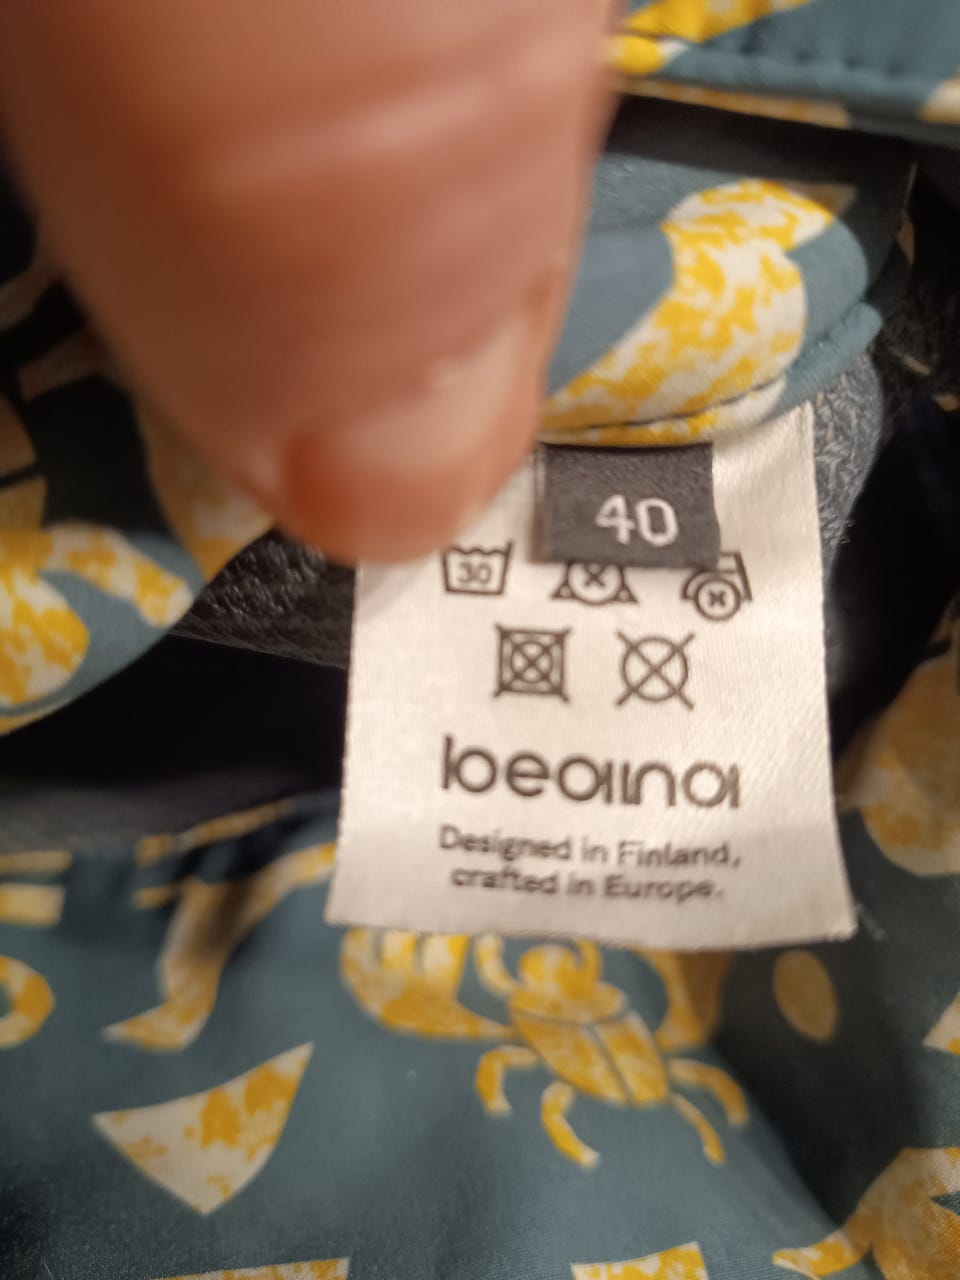 40
30
beaina
Designed in Finland,
crafted in Europe.